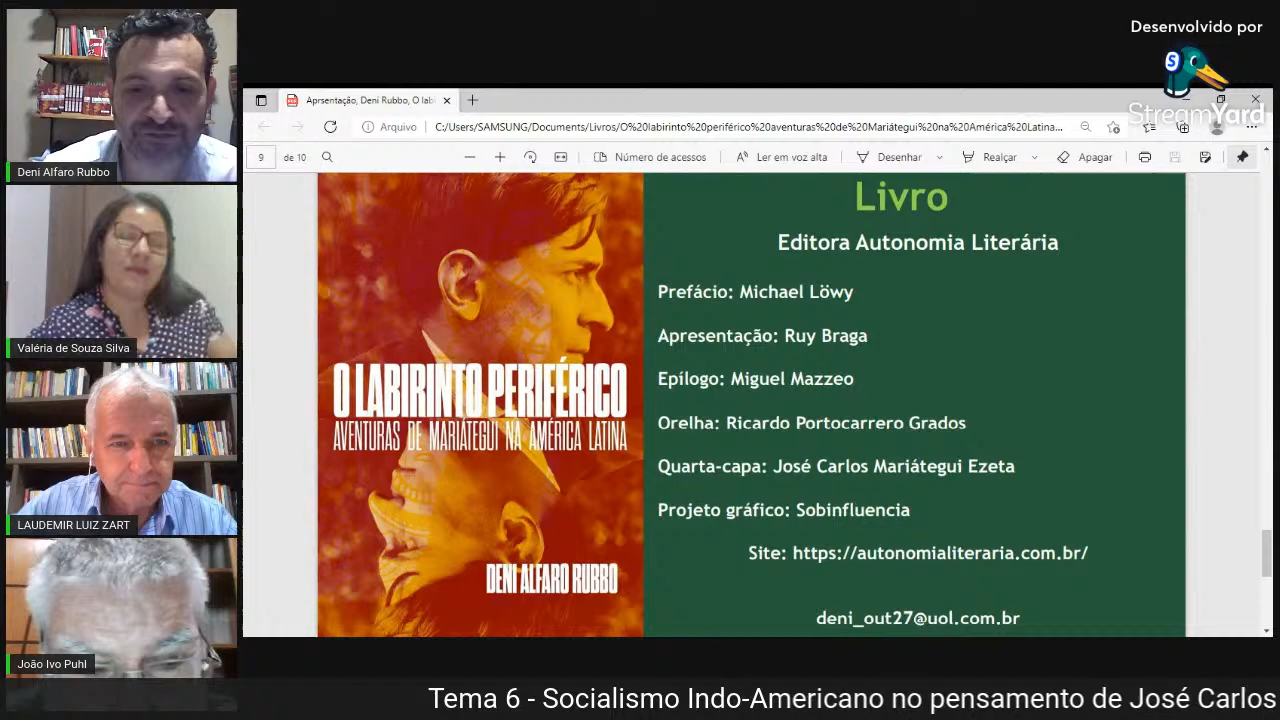 Desenvolvido por
StreamYard
Aprsentação, Deni Rubbo, O lab
Arquivo
C:/Users/SAMSUNG/Documents/Livros/O%20labirinto%20periférico%20aventuras%20de%20Mariátegui%20na%20América%20Latina...
9 de 10
Número de acessos
Ler em voz alta
Desenhar
Realçar
Apagar
O LABIRINTO PERIFÉRICO
AVENTURAS DE MARIÁTEGUI NA AMÉRICA LATINA
DENI ALFARO RUBBO
Livro
Editora Autonomia Literária
Prefácio: Michael Löwy
Apresentação: Ruy Braga
Epílogo: Miguel Mazzeo
Orelha: Ricardo Portocarrero Grados
Quarta-capa: José Carlos Mariátegui Ezeta
Projeto gráfico: Sobinfluencia
Site: https://autonomialiteraria.com.br/
deni_out27@uol.com.br
Deni Alfaro Rubbo
Valéria de Souza Silva
LAUDEMIR LUIZ ZART
João Ivo Puhl
Tema 6 - Socialismo Indo-Americano no pensamento de José Carlos